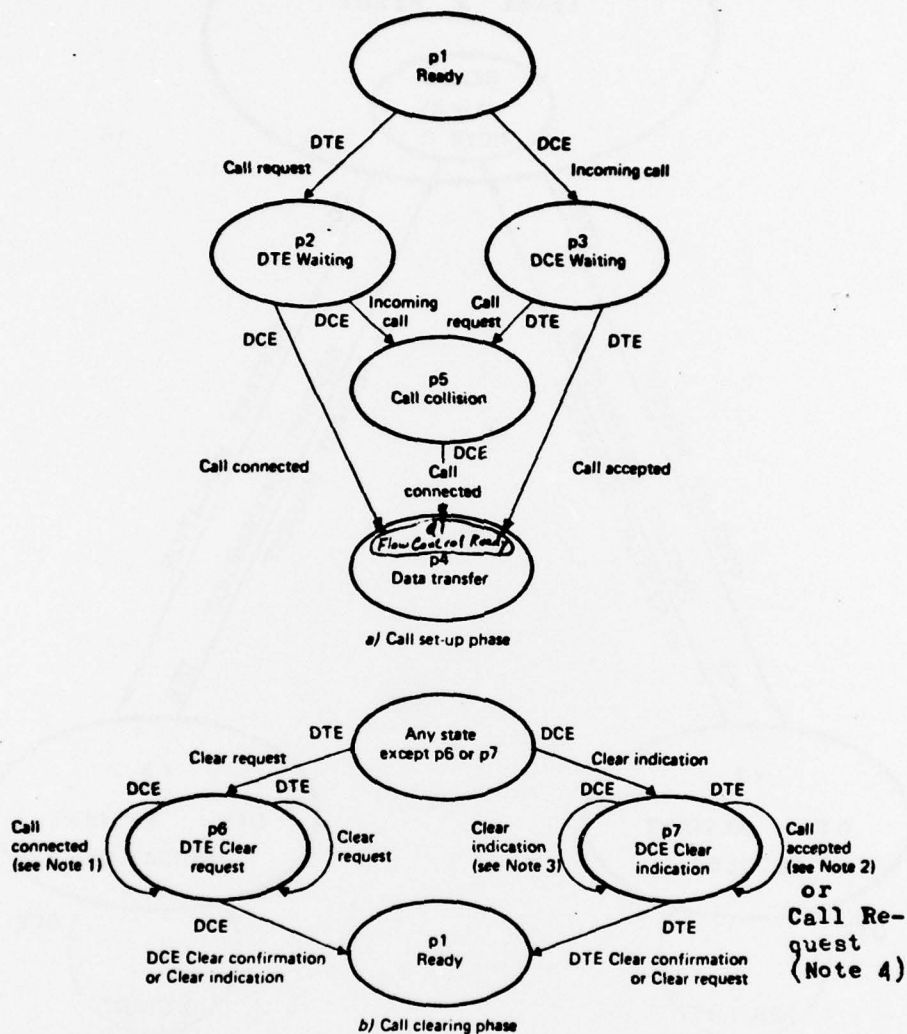 p1
Ready
DTE
DCE
Call request
Incoming call
p2
DTE Waiting
p3
DCE Waiting
Incoming
call
DCE
Call
request
DTE
DCE
DTE
p5
Call collision
DCE
Call connected
Call
connected
Call accepted
d1
Flow Control Ready
p4
Data transfer
a) Call set-up phase
Any state
except p6 or p7
DTE
DCE
Clear request
Clear indication
DCE
DTE
DCE
DTE
Call
connected
(see Note 1)
p6
DTE Clear
request
Clear
request
Clear
indication
(see Note 3)
p7
DCE Clear
indication
Call
accepted
(see Note 2)
or
Call Re-
quest
(Note 4)
DCE
DTE
DCE Clear confirmation
or Clear indication
p1
Ready
DTE Clear confirmation
or Clear request
b) Call clearing phase